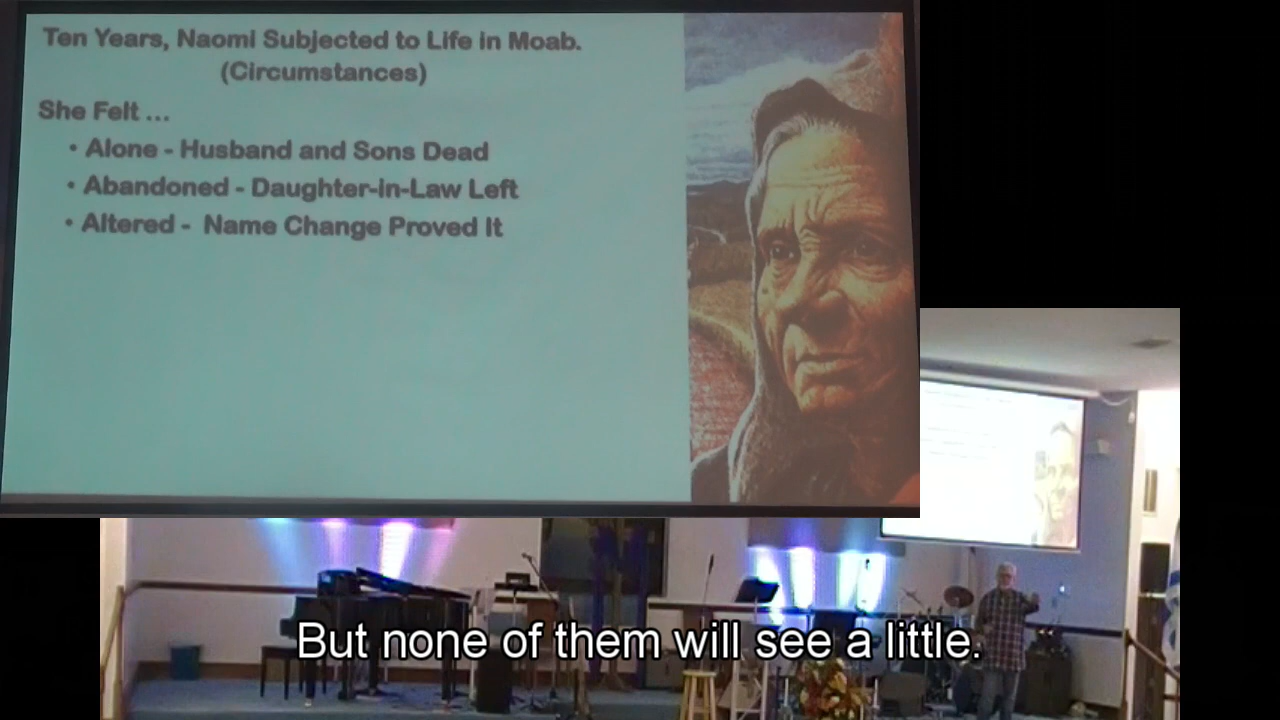 Ten Years, Naomi Subjected to Life in Moab.
(Circumstances)
She Felt ...
• Alone - Husband and Sons Dead
• Abandoned - Daughter-in-Law Left
• Altered - Name Change Proved It
But none of them will see a little.